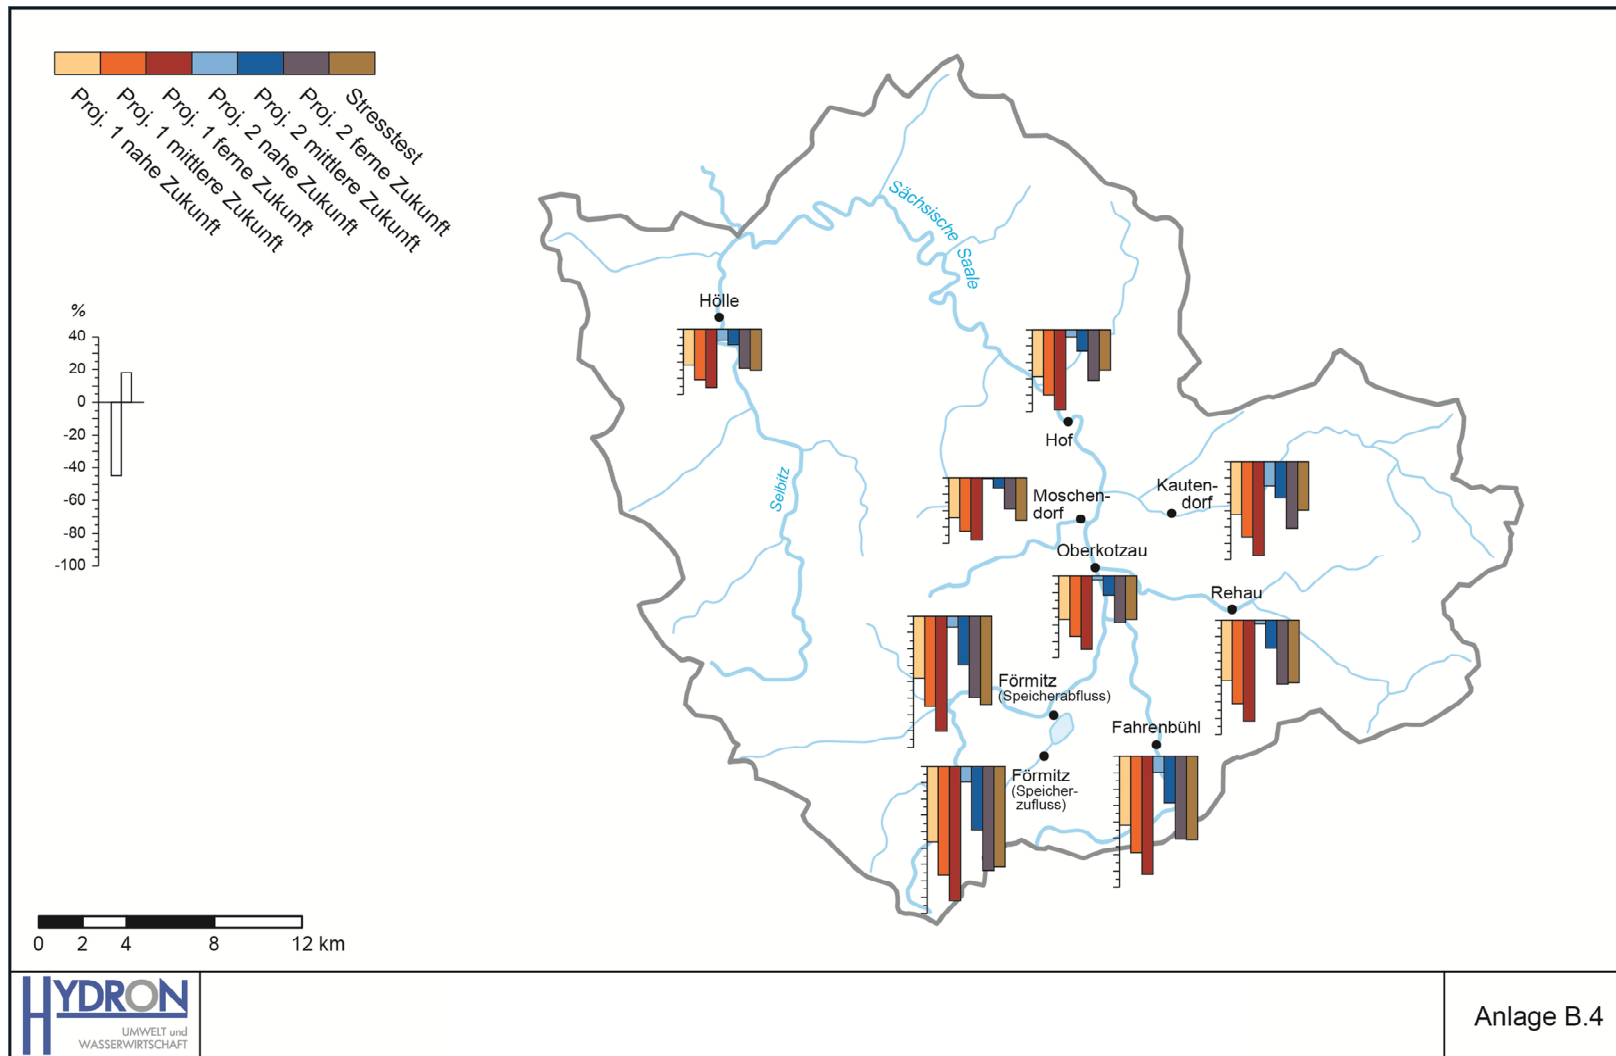 Proj. 1 nahe Zukunft
Proj. 1 mittlere Zukunft
Proj. 1 ferne Zukunft
Proj. 2 nahe Zukunft
Proj. 2 mittlere Zukunft
Proj. 2 ferne Zukunft
Stresstest
%
40
20
0
-20
-40
-60
-80
-100
Sächsische Saale
Hölle
Hof
Selbitz
Moschen-
dorf
Kauten-
dorf
Oberkotzau
Rehau
Förmitz
(Speicherabfluss)
Fahrenbühl
Förmitz
(Speicher-
zufluss)
0 2 4 8 12 km
HYDRON
UMWELT und
WASSERWIRTSCHAFT
Anlage B.4